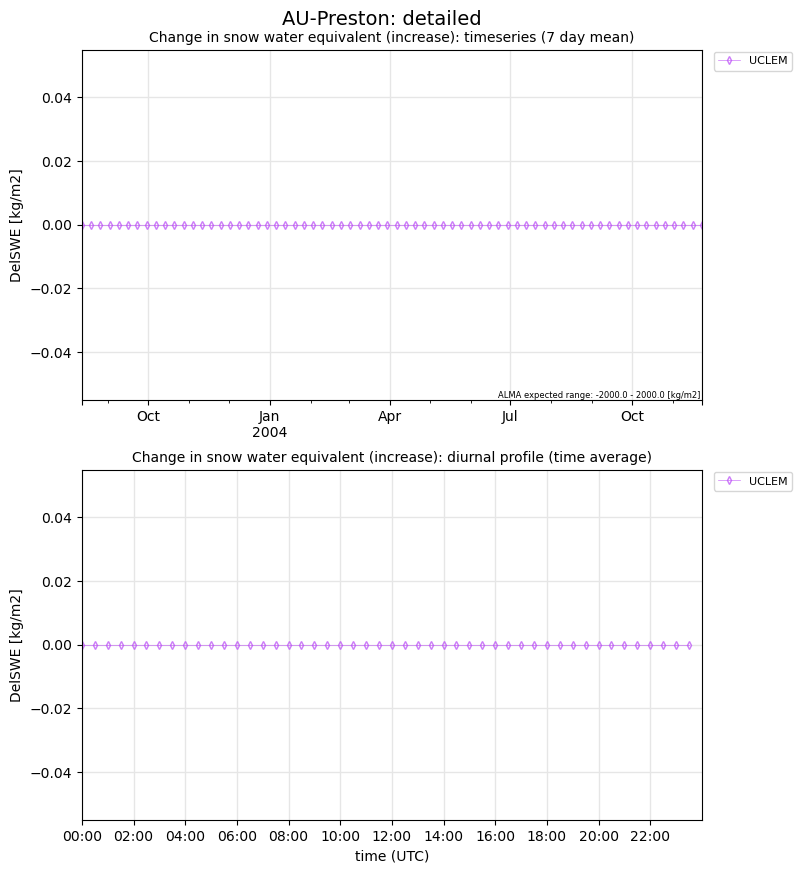 AU-Preston: detailed
Change in snow water equivalent (increase): timeseries (7 day mean)
UCLEM
0.04
0.02
0.00
−0.02
−0.04
DelSWE [kg/m2]
ALMA expected range: -2000.0 - 2000.0 [kg/m2]
Oct Jan Apr Jul Oct
2004
Change in snow water equivalent (increase): diurnal profile (time average)
UCLEM
0.04
0.02
0.00
−0.02
−0.04
DelSWE [kg/m2]
00:00 02:00 04:00 06:00 08:00 10:00 12:00 14:00 16:00 18:00 20:00 22:00
time (UTC)